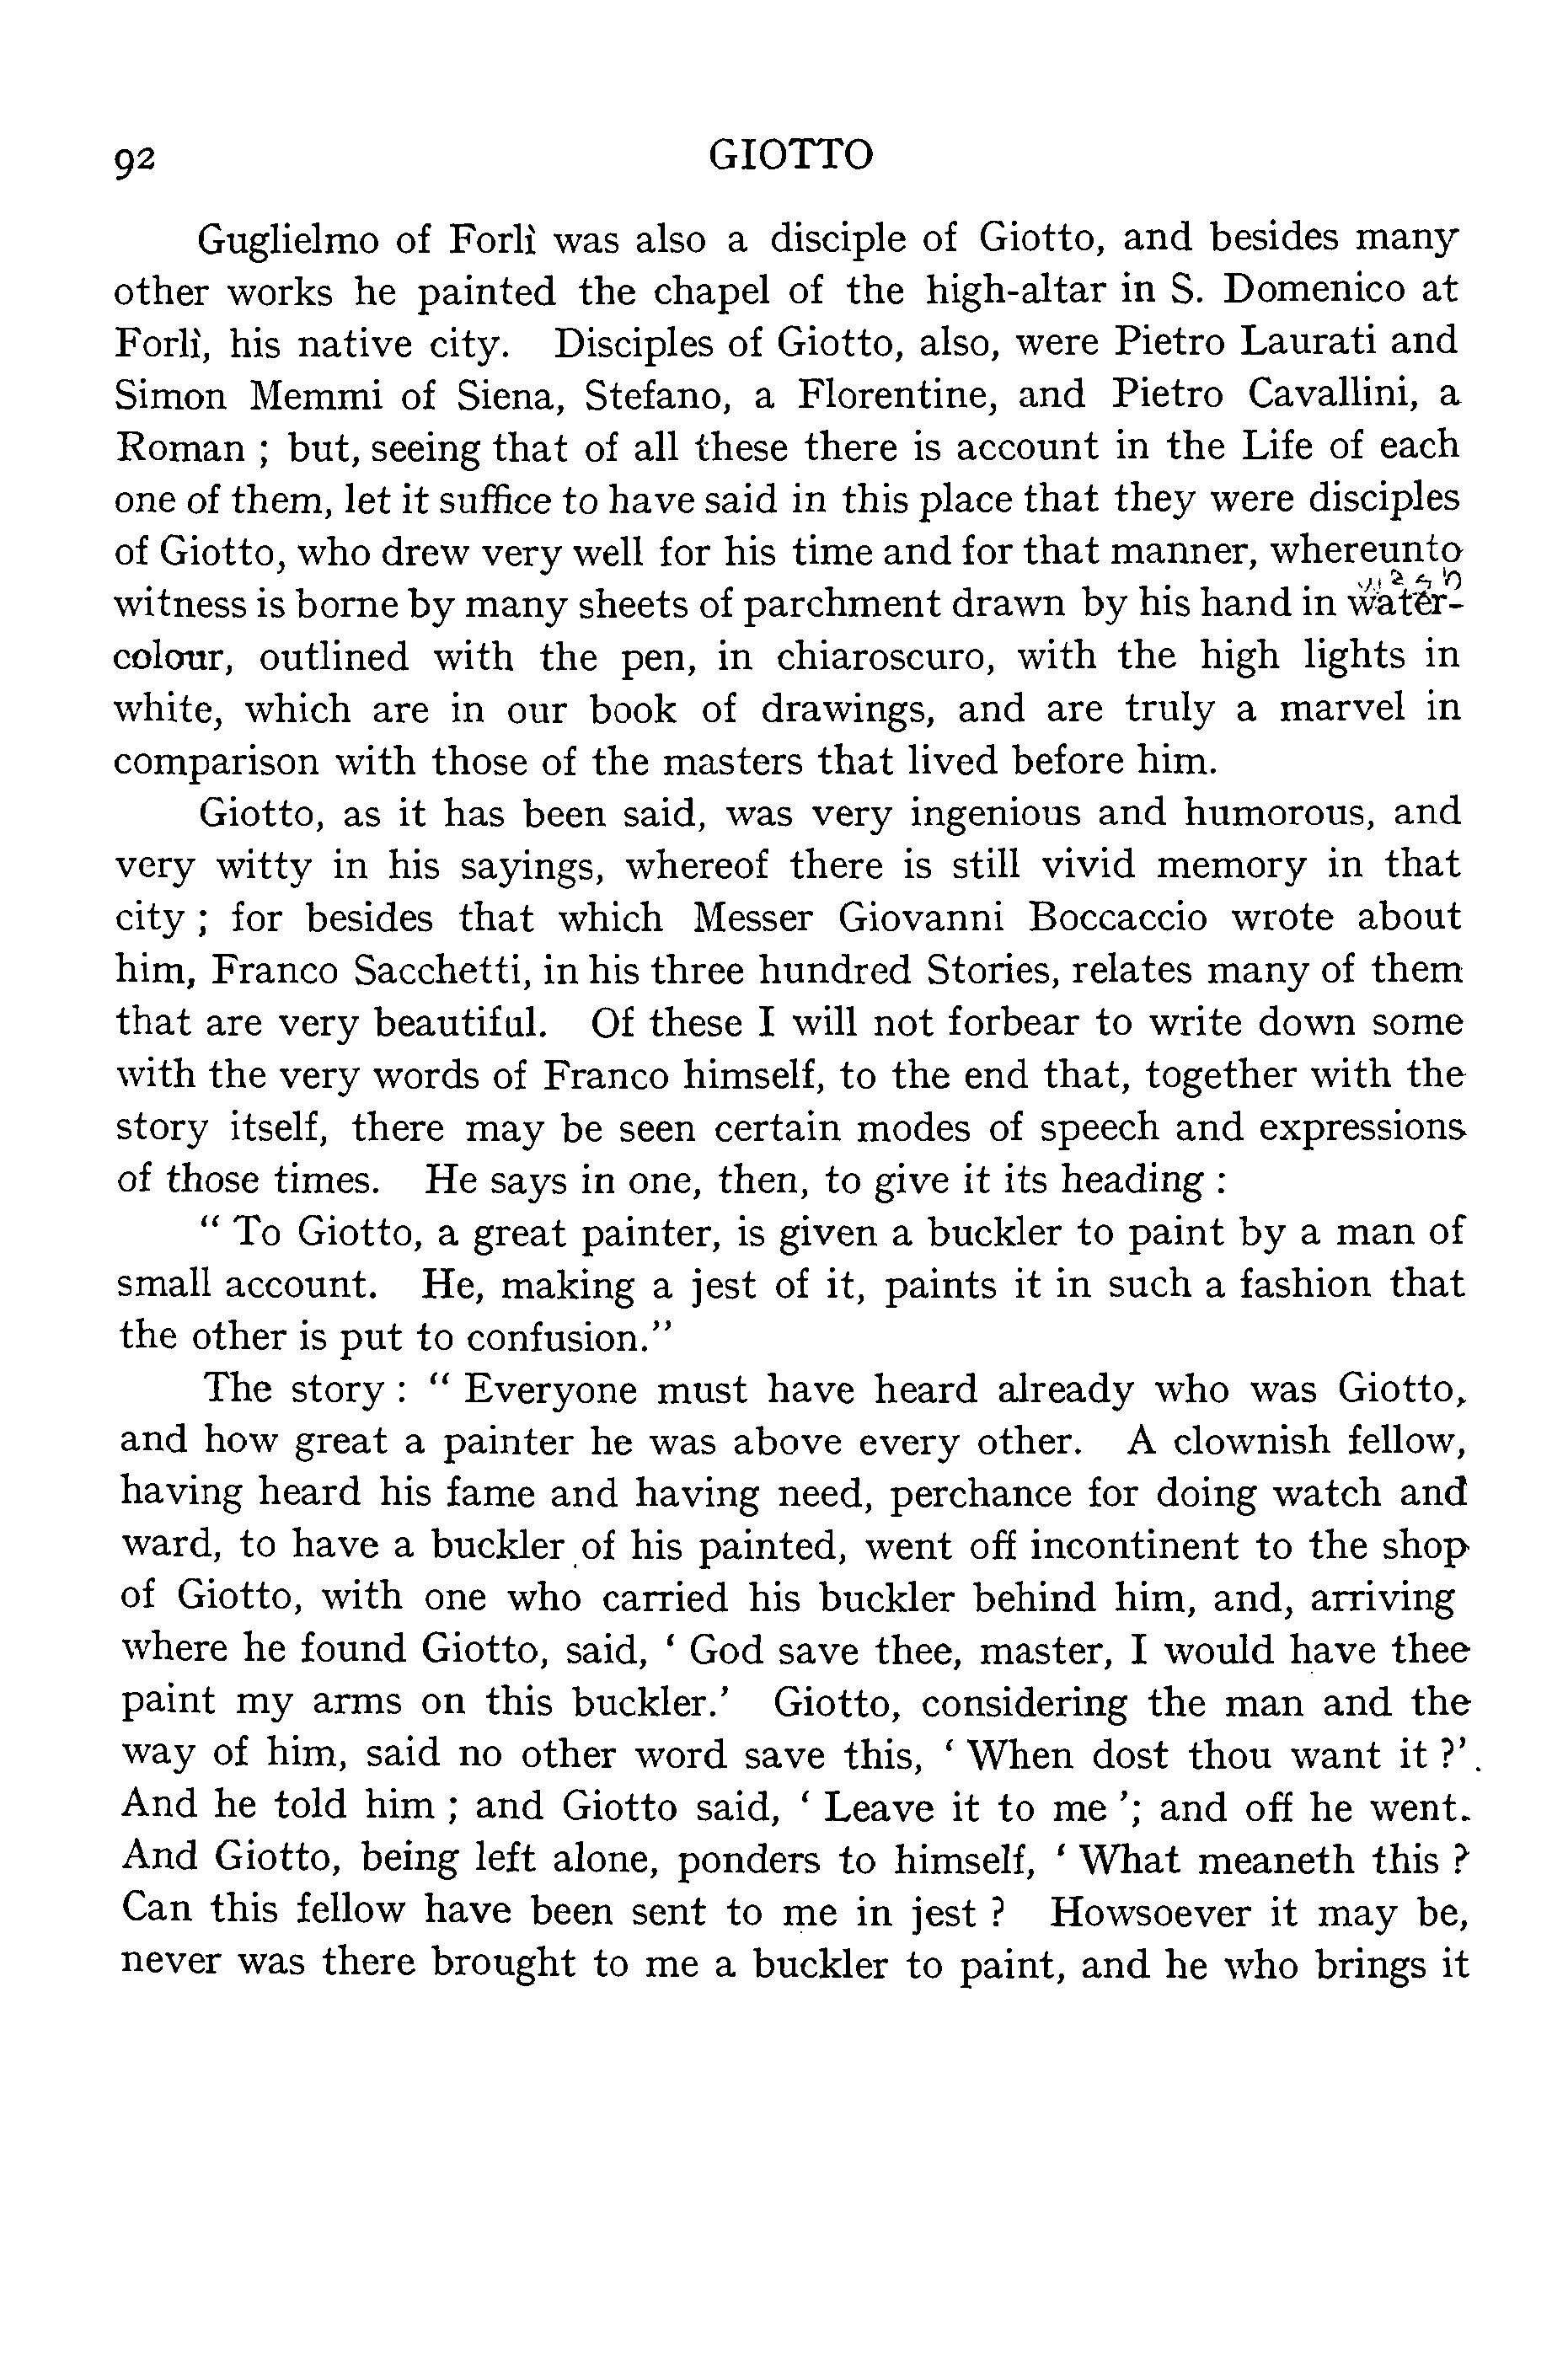 92 GIOTTO
Guglielmo of Forlì was also a disciple of Giotto, and besides many
other works he painted the chapel of the high-altar in S. Domenico at
Forlì, his native city. Disciples of Giotto, also, were Pietro Laurati and
Simon Memmi of Siena, Stefano, a Florentine, and Pietro Cavallini, a
Roman ; but, seeing that of all these there is account in the Life of each
one of them, let it suffice to have said in this place that they were disciples
of Giotto, who drew very well for his time and for that manner, whereunto
witness is borne by many sheets of parchment drawn by his hand in water-
colour, outlined with the pen, in chiaroscuro, with the high lights in
white, which are in our book of drawings, and are truly a marvel in
comparison with those of the masters that lived before him.
Giotto, as it has been said, was very ingenious and humorous, and
very witty in his sayings, whereof there is still vivid memory in that
city ; for besides that which Messer Giovanni Boccaccio wrote about
him, Franco Sacchetti, in his three hundred Stories, relates many of them
that are very beautiful. Of these I will not forbear to write down some
with the very words of Franco himself, to the end that, together with the
story itself, there may be seen certain modes of speech and expressions
of those times. He says in one, then, to give it its heading :
“ To Giotto, a great painter, is given a buckler to paint by a man of
small account. He, making a jest of it, paints it in such a fashion that
the other is put to confusion.”
The story : “ Everyone must have heard already who was Giotto,
and how great a painter he was above every other. A clownish fellow,
having heard his fame and having need, perchance for doing watch and
ward, to have a buckler of his painted, went off incontinent to the shop
of Giotto, with one who carried his buckler behind him, and, arriving
where he found Giotto, said, ‘ God save thee, master, I would have thee
paint my arms on this buckler.’ Giotto, considering the man and the
way of him, said no other word save this, ‘ When dost thou want it ?’.
And he told him ; and Giotto said, ‘ Leave it to me ’; and off he went.
And Giotto, being left alone, ponders to himself, ‘ What meaneth this ?
Can this fellow have been sent to me in jest ? Howsoever it may be,
never was there brought to me a buckler to paint, and he who brings it